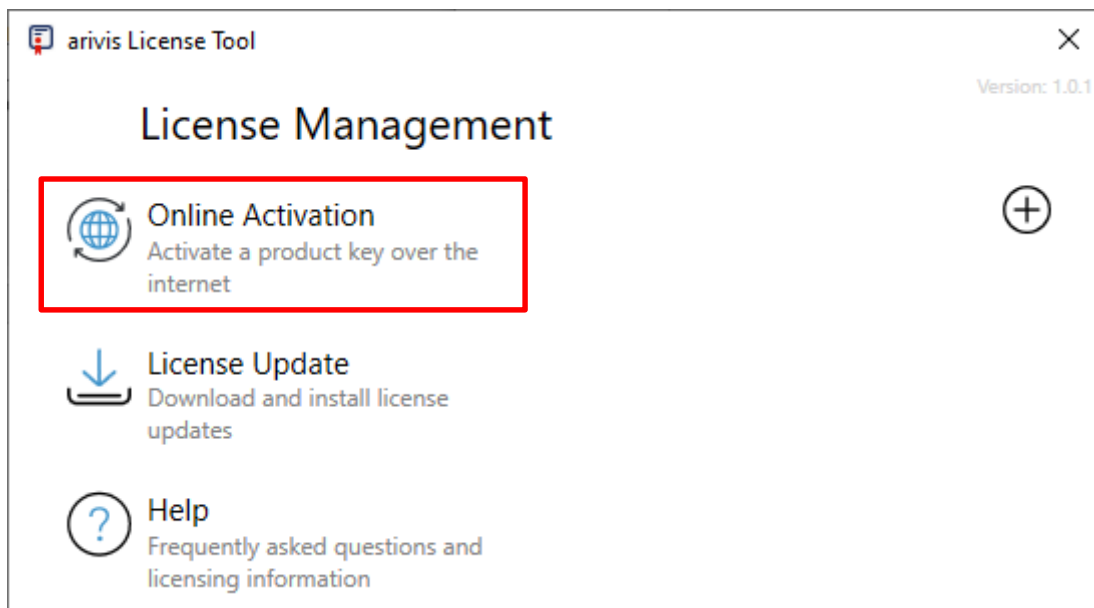 arivis License Tool
Version: 1.0.1
License Management
Online Activation
Activate a product key over the
internet
License Update
Download and install license
updates
?
Help
Frequently asked questions and
licensing information